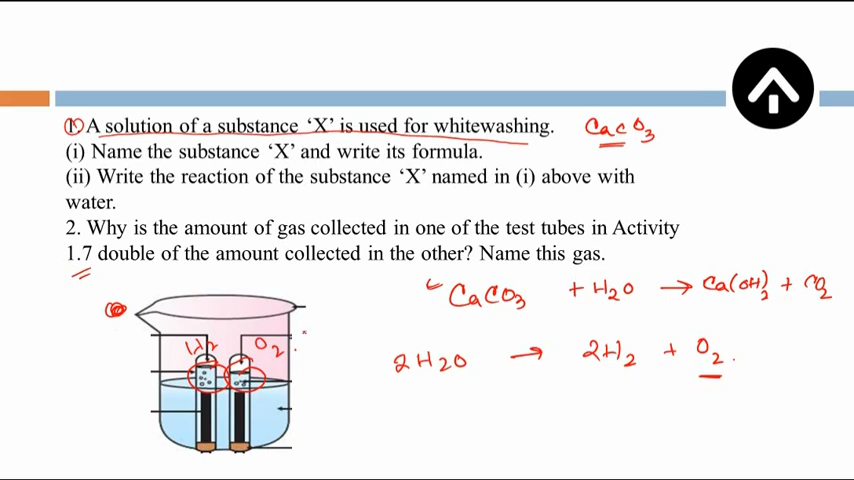 1. A solution of a substance ‘X’ is used for whitewashing. CaCO3
(i) Name the substance ‘X’ and write its formula.
(ii) Write the reaction of the substance ‘X’ named in (i) above with
water.
2. Why is the amount of gas collected in one of the test tubes in Activity
1.7 double of the amount collected in the other? Name this gas.
CaCO3 + H2O → Ca(OH)2 + CO2
H2 O2
2H2O → 2H2 + O2.